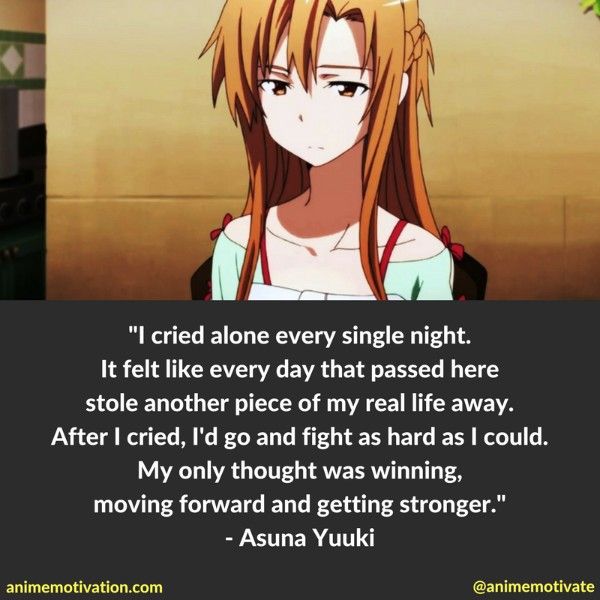 "I cried alone every single night.
It felt like every day that passed here
stole another piece of my real life away.
After I cried, I'd go and fight as hard as I could.
My only thought was winning,
moving forward and getting stronger."
- Asuna Yuuki
animemotivation.com
@animemotivate